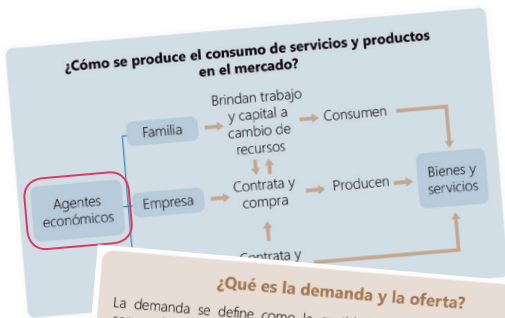 ¿Cómo se produce el consumo de servicios y productos
en el mercado?
Brindan trabajo
y capital a
cambio de
recursos
Familia
Consumen
Agentes
económicos
Empresa
Contrata y
compra
Producen
Bienes y
servicios
Contrata y
¿Qué es la demanda y la oferta?
La demanda se define como la